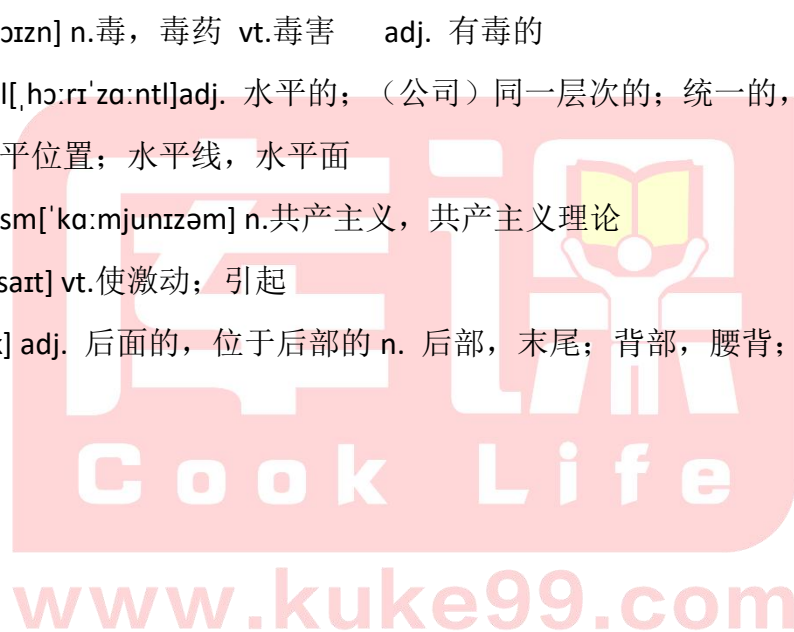 ɔɪzn] n.毒，毒药 vt.毒害 adj. 有毒的
l[ˌhɔːrɪˈzɑːntl]adj. 水平的；（公司）同一层次的；统一的，
平位置；水平线，水平面
sm[ˈkɑːmjunɪzəm] n.共产主义，共产主义理论
saɪt] vt.使激动；引起
] adj. 后面的，位于后部的 n. 后部，末尾；背部，腰背；
库课
Cook Life
www.kuke99.com